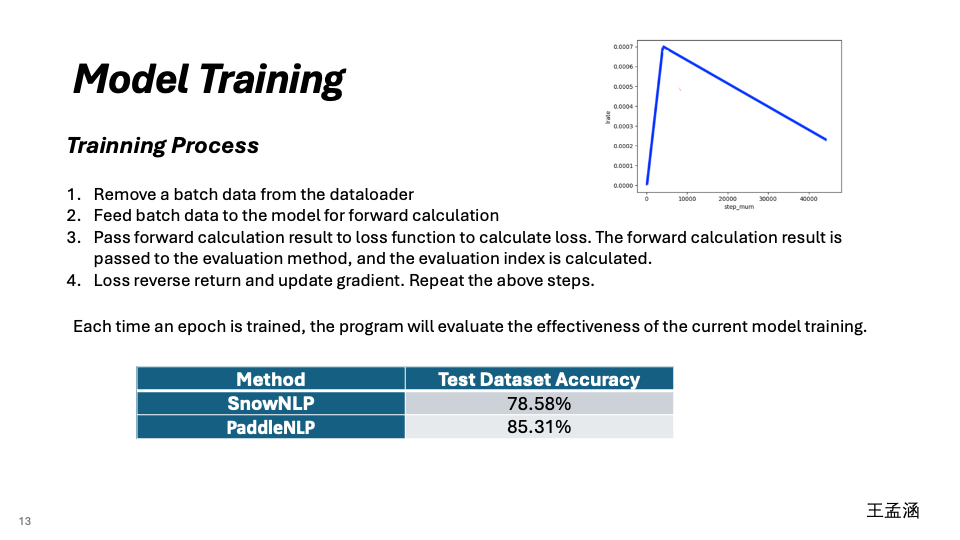 Model Training
Trainning Process
1. Remove a batch data from the dataloader
2. Feed batch data to the model for forward calculation
3. Pass forward calculation result to loss function to calculate loss. The forward calculation result is
passed to the evaluation method, and the evaluation index is calculated.
4. Loss reverse return and update gradient. Repeat the above steps.
Each time an epoch is trained, the program will evaluate the effectiveness of the current model training.
0.0007
0.0006
0.0005
0.0004
0.0003
0.0002
0.0001
0.0000
lrate
0 10000 20000 30000 40000
step_mum
Method Test Dataset Accuracy
SnowNLP 78.58%
PaddleNLP 85.31%
王孟涵
13